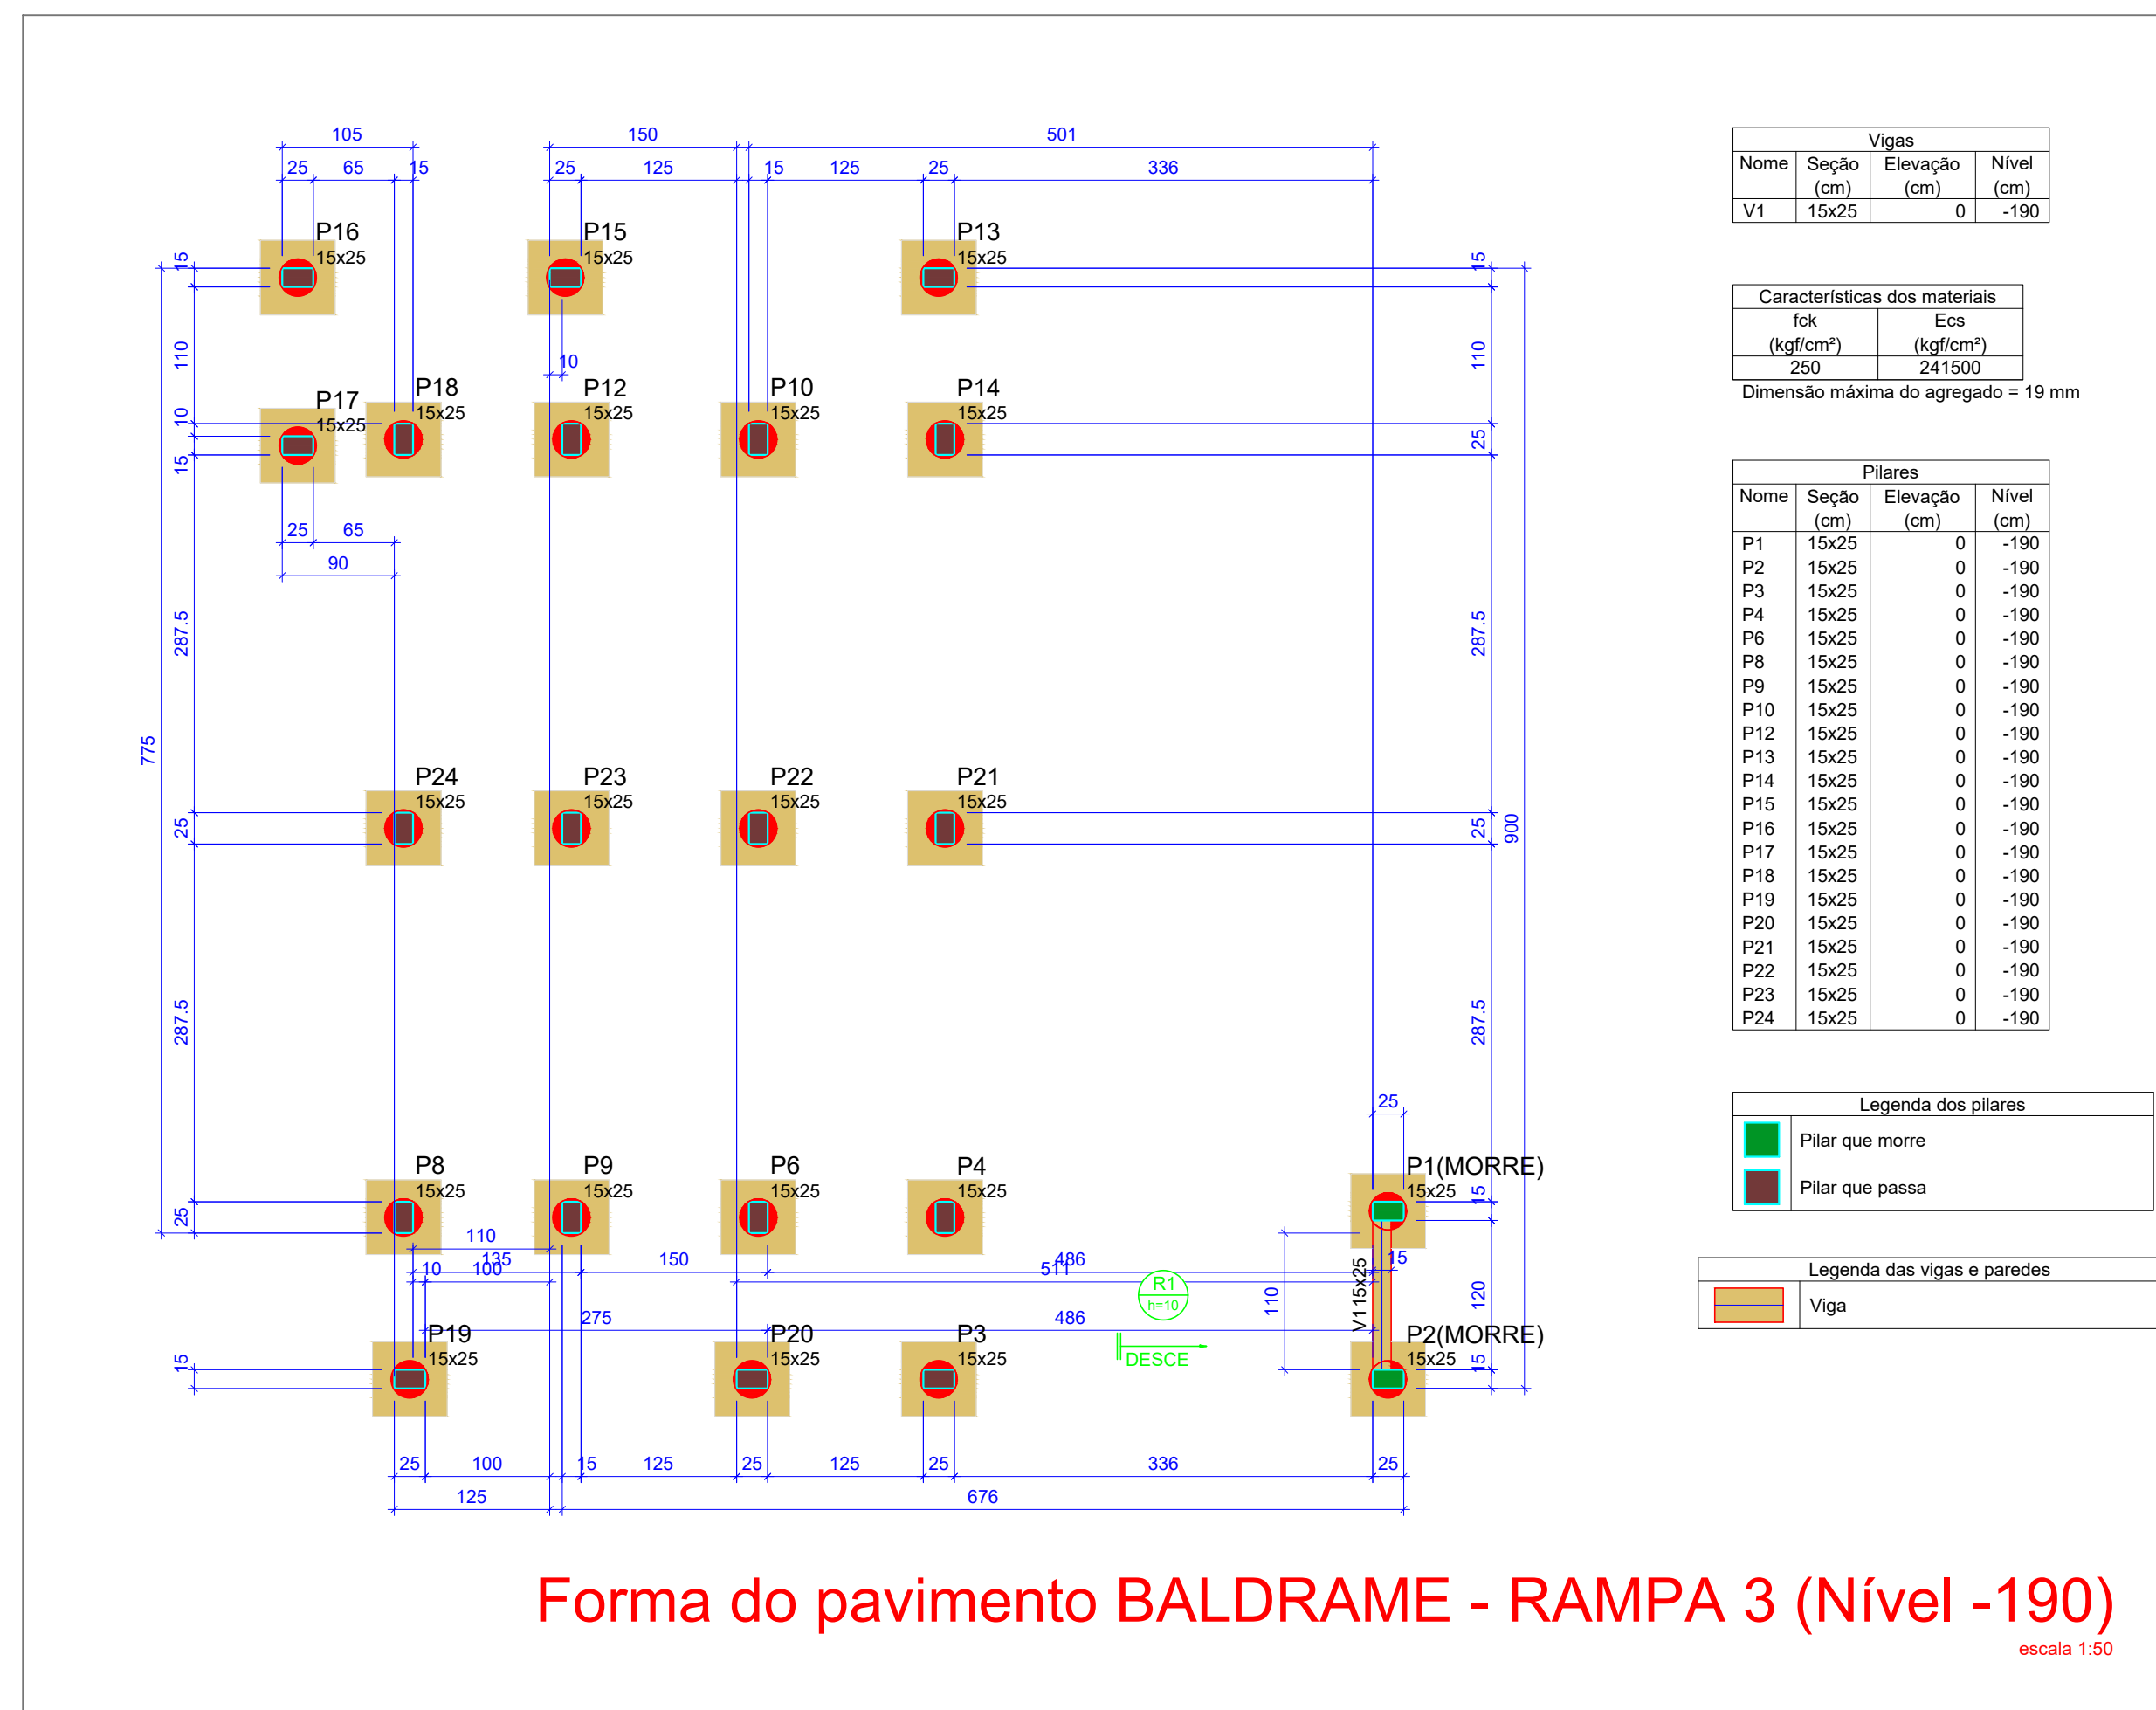 105
150
501
25
65
15
25
125
15
125
25
336
P16
15x25
P15
15x25
P13
15x25
15
15
110
10
110
P17
15x25
P18
15x25
P12
15x25
P10
15x25
P14
15x25
10
25
15
25
65
90
287.5
287.5
775
P24
15x25
P23
15x25
P22
15x25
P21
15x25
25
25
900
287.5
287.5
25
P8
15x25
P9
15x25
P6
15x25
P4
15x25
P1(MORRE)
15x25
15
25
110
135
150
486
15
10
100
511
R1
h=10
110
V1 15x25
120
275
486
P19
15x25
P20
15x25
P3
15x25
DESCE
P2(MORRE)
15x25
15
15
25
100
15
125
25
125
25
336
25
125
676
Vigas
Nome Seção Elevação Nível
(cm) (cm) (cm)
V1 15x25 0 -190
Características dos materiais
fck Ecs
(kgf/cm²) (kgf/cm²)
250 241500
Dimensão máxima do agregado = 19 mm
Pilares
Nome Seção Elevação Nível
(cm) (cm) (cm)
P1 15x25 0 -190
P2 15x25 0 -190
P3 15x25 0 -190
P4 15x25 0 -190
P6 15x25 0 -190
P8 15x25 0 -190
P9 15x25 0 -190
P10 15x25 0 -190
P12 15x25 0 -190
P13 15x25 0 -190
P14 15x25 0 -190
P15 15x25 0 -190
P16 15x25 0 -190
P17 15x25 0 -190
P18 15x25 0 -190
P19 15x25 0 -190
P20 15x25 0 -190
P21 15x25 0 -190
P22 15x25 0 -190
P23 15x25 0 -190
P24 15x25 0 -190
Legenda dos pilares
Pilar que morre
Pilar que passa
Legenda das vigas e paredes
Viga
Forma do pavimento BALDRAME - RAMPA 3 (Nível -190)
escala 1:50